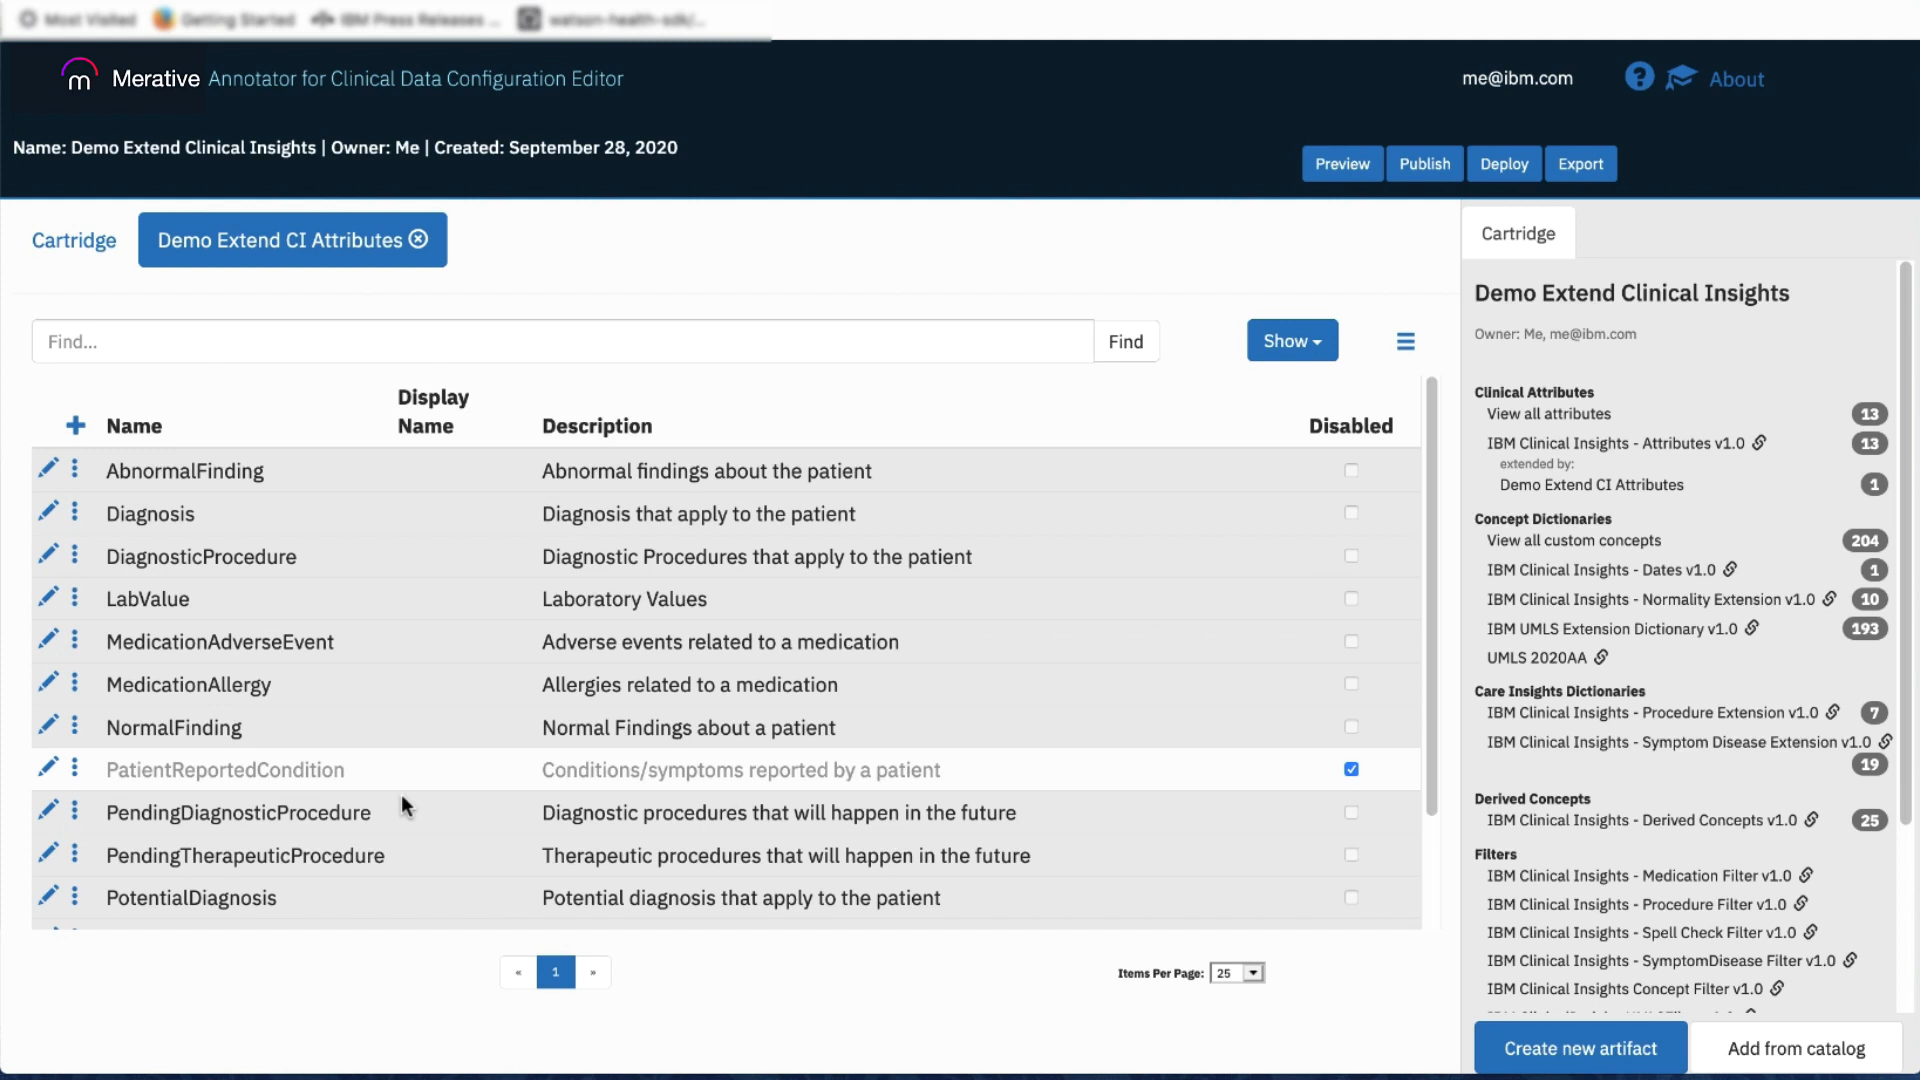 Most Visited Getting Started IBM Press Releases ... watson-health-sdk/...
m Merative Annotator for Clinical Data Configuration Editor
me@ibm.com ? About
Name: Demo Extend Clinical Insights | Owner: Me | Created: September 28, 2020
Preview Publish Deploy Export
Cartridge Demo Extend CI Attributes
Find... Find Show
Name Display Name Description Disabled
AbnormalFinding Abnormal findings about the patient
Diagnosis Diagnosis that apply to the patient
DiagnosticProcedure Diagnostic Procedures that apply to the patient
LabValue Laboratory Values
MedicationAdverseEvent Adverse events related to a medication
MedicationAllergy Allergies related to a medication
NormalFinding Normal Findings about a patient
PatientReportedCondition Conditions/symptoms reported by a patient
PendingDiagnosticProcedure Diagnostic procedures that will happen in the future
PendingTherapeuticProcedure Therapeutic procedures that will happen in the future
PotentialDiagnosis Potential diagnosis that apply to the patient
« 1 »
Items Per Page: 25
Cartridge
Demo Extend Clinical Insights
Owner: Me, me@ibm.com
Clinical Attributes
View all attributes 13
IBM Clinical Insights - Attributes v1.0 13
extended by:
Demo Extend CI Attributes 1
Concept Dictionaries
View all custom concepts 204
IBM Clinical Insights - Dates v1.0 1
IBM Clinical Insights - Normality Extension v1.0 10
IBM UMLS Extension Dictionary v1.0 193
UMLS 2020AA
Care Insights Dictionaries
IBM Clinical Insights - Procedure Extension v1.0 7
IBM Clinical Insights - Symptom Disease Extension v1.0
19
Derived Concepts
IBM Clinical Insights - Derived Concepts v1.0 25
Filters
IBM Clinical Insights - Medication Filter v1.0
IBM Clinical Insights - Procedure Filter v1.0
IBM Clinical Insights - Spell Check Filter v1.0
IBM Clinical Insights - SymptomDisease Filter v1.0
IBM Clinical Insights Concept Filter v1.0
Create new artifact Add from catalog